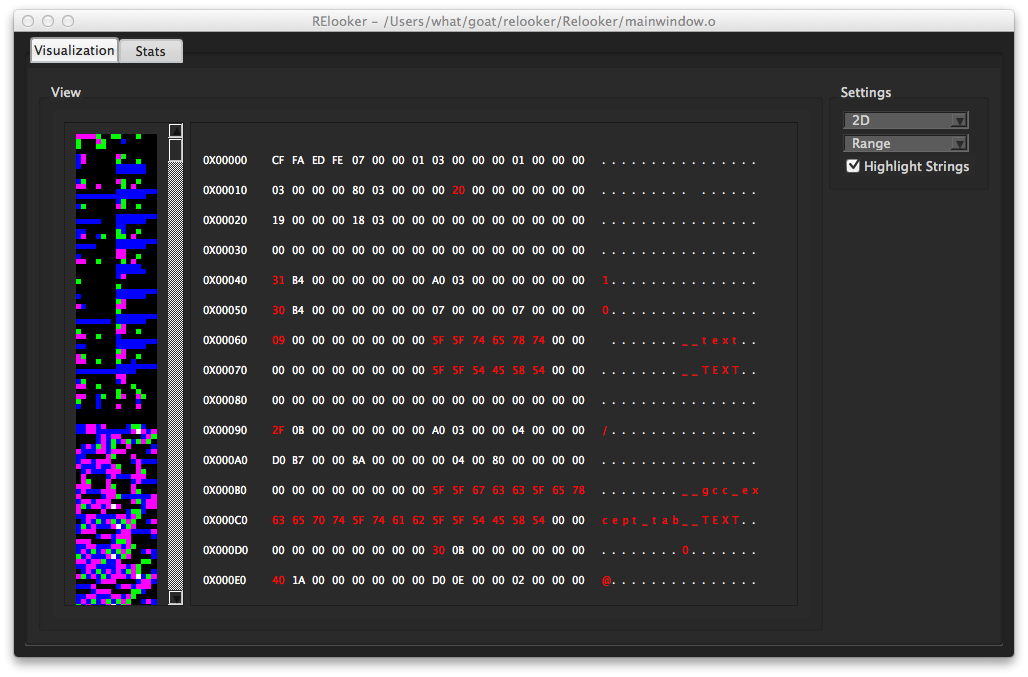 RElooker – /Users/what/goat/relooker/Relooker/mainwindow.o
Visualization Stats
View
Settings
2D
Range
Highlight Strings
0X00000 CF FA ED FE 07 00 00 01 03 00 00 00 01 00 00 00 ................
0X00010 03 00 00 00 80 03 00 00 00 20 00 00 00 00 00 00 ......... ......
0X00020 19 00 00 00 18 03 00 00 00 00 00 00 00 00 00 00 ................
0X00030 00 00 00 00 00 00 00 00 00 00 00 00 00 00 00 00 ................
0X00040 31 B4 00 00 00 00 00 00 A0 03 00 00 00 00 00 00 1...............
0X00050 30 B4 00 00 00 00 00 00 07 00 00 00 07 00 00 00 0...............
0X00060 09 00 00 00 00 00 00 00 5F 5F 74 65 78 74 00 00 .......__text..
0X00070 00 00 00 00 00 00 00 00 5F 5F 54 45 58 54 00 00 ........__TEXT..
0X00080 00 00 00 00 00 00 00 00 00 00 00 00 00 00 00 00 ................
0X00090 2F 0B 00 00 00 00 00 00 A0 03 00 00 04 00 00 00 /...............
0X000A0 D0 B7 00 00 8A 00 00 00 00 04 00 80 00 00 00 00 ................
0X000B0 00 00 00 00 00 00 00 00 5F 5F 67 63 63 5F 65 78 ........__gcc_ex
0X000C0 63 65 70 74 5F 74 61 62 5F 5F 54 45 58 54 00 00 cept_tab__TEXT..
0X000D0 00 00 00 00 00 00 00 00 30 0B 00 00 00 00 00 00 ........0.......
0X000E0 40 1A 00 00 00 00 00 00 D0 0E 00 00 02 00 00 00 @...............